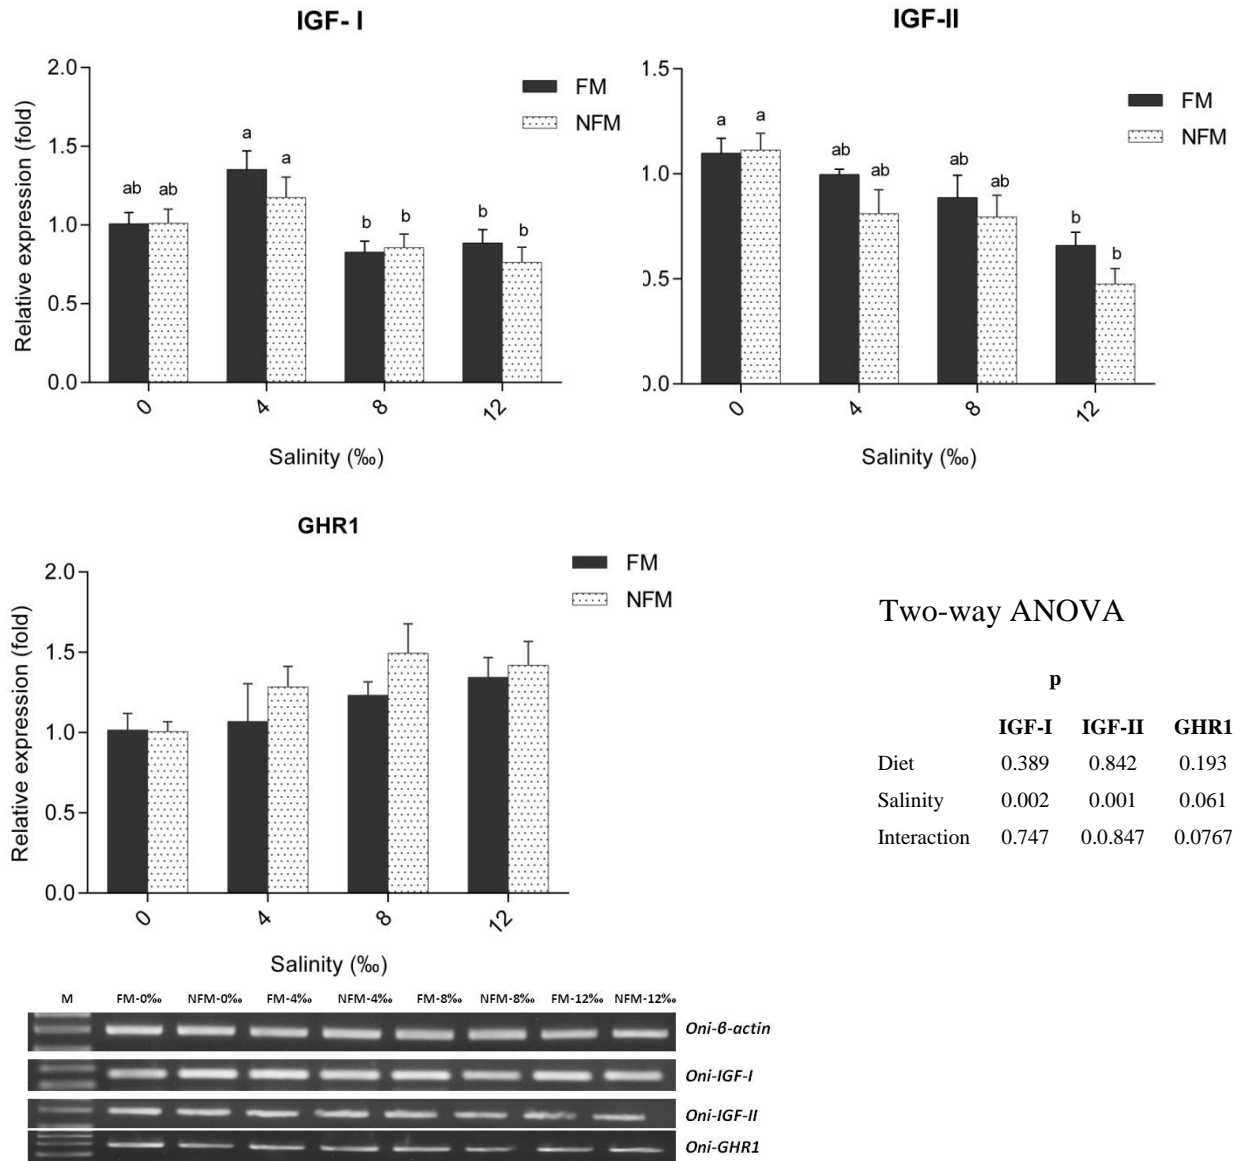 IGF- I
Relative expression (fold)
2.0
1.5
1.0
0.5
0.0
FM
NFM
ab ab
a a
b b
b b
0 4 8 12
Salinity (‰)
IGF-II
1.5
1.0
0.5
0.0
FM
NFM
a a
ab ab
ab ab
b b
0 4 8 12
Salinity (‰)
GHR1
Relative expression (fold)
2.0
1.5
1.0
0.5
0.0
FM
NFM
0 4 8 12
Salinity (‰)
Two-way ANOVA
p
IGF-I IGF-II GHR1
Diet 0.389 0.842 0.193
Salinity 0.002 0.001 0.061
Interaction 0.747 0.0.847 0.0767
M FM-0‰ NFM-0‰ FM-4‰ NFM-4‰ FM-8‰ NFM-8‰ FM-12‰ NFM-12‰
Oni-β-actin
Oni-IGF-I
Oni-IGF-II
Oni-GHR1